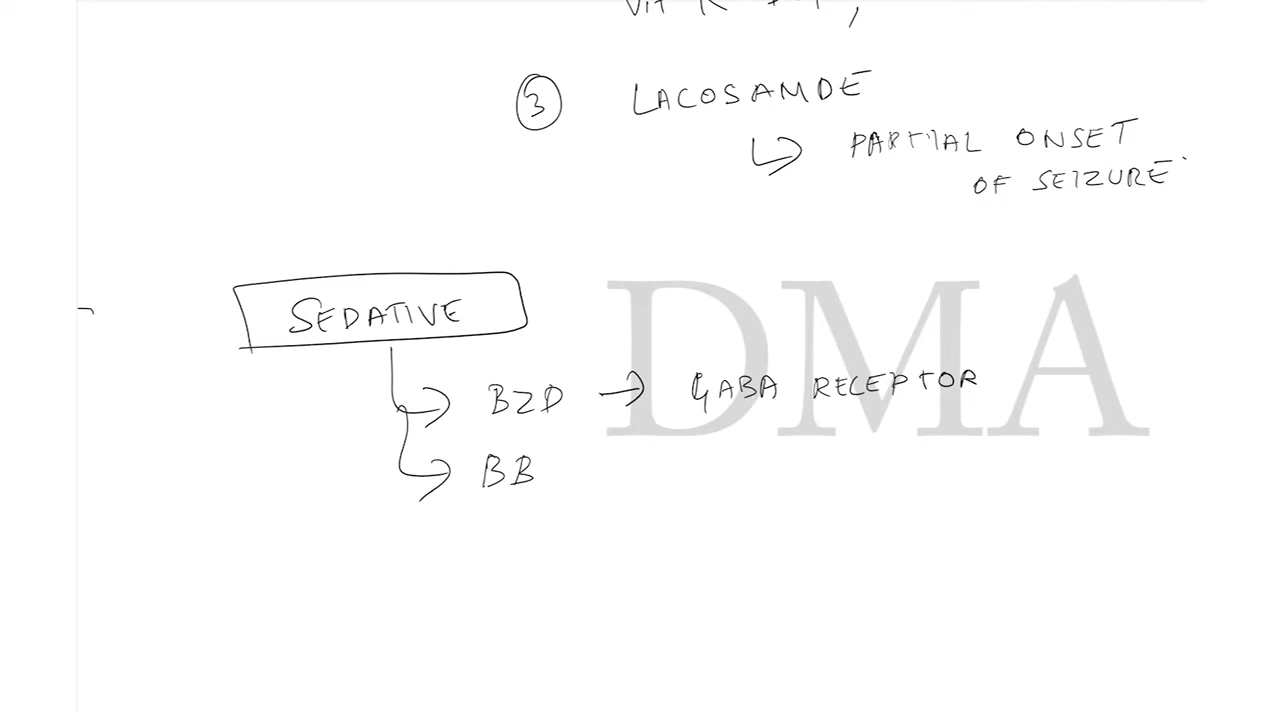 ③ LACOSAMDE
↳ PARTIAL ONSET
OF SEIZURE
SEDATIVE
DMA
→ BZD → GABA RECEPTOR
→ BB